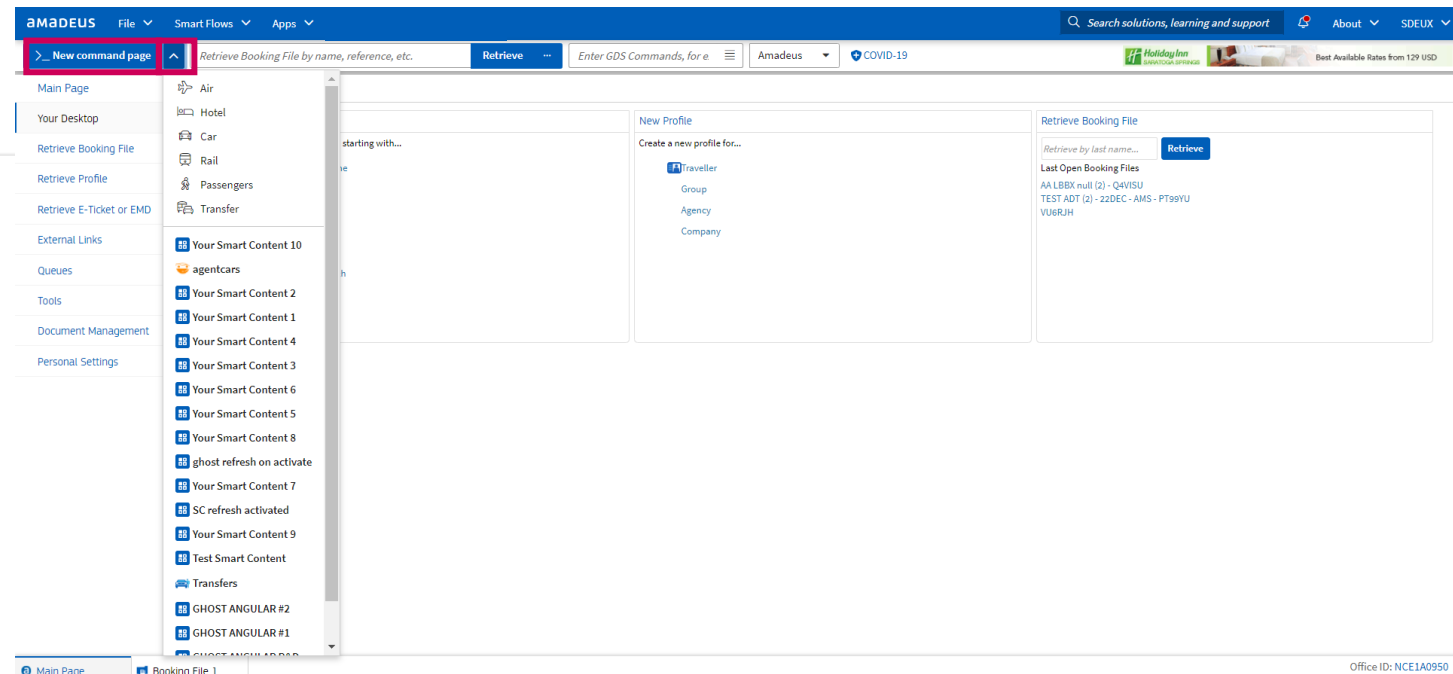 aMaDEUS File Smart Flows Apps Search solutions, learning and support About SDEUX
>_ New command page Retrieve Booking File by name, reference, etc. Retrieve ··· Enter GDS Commands, for e Amadeus COVID-19 Holiday Inn SARATOGA SPRINGS Best Available Rates from 129 USD
Main Page
Your Desktop
Retrieve Booking File
Retrieve Profile
Retrieve E-Ticket or EMD
External Links
Queues
Tools
Document Management
Personal Settings
Air
Hotel
Car
Rail
Passengers
Transfer
Your Smart Content 10
agentcars
Your Smart Content 2
Your Smart Content 1
Your Smart Content 4
Your Smart Content 3
Your Smart Content 6
Your Smart Content 5
Your Smart Content 8
ghost refresh on activate
Your Smart Content 7
SC refresh activated
Your Smart Content 9
Test Smart Content
Transfers
GHOST ANGULAR #2
GHOST ANGULAR #1
starting with...
ne
h
New Profile
Create a new profile for...
Traveller
Group
Agency
Company
Retrieve Booking File
Retrieve by last name... Retrieve
Last Open Booking Files
AA LBBX null (2) - Q4VISU
TEST ADT (2) - 22DEC - AMS - PT99YU
VU6RJH
Main Page Booking File 1
Office ID: NCE1A0950